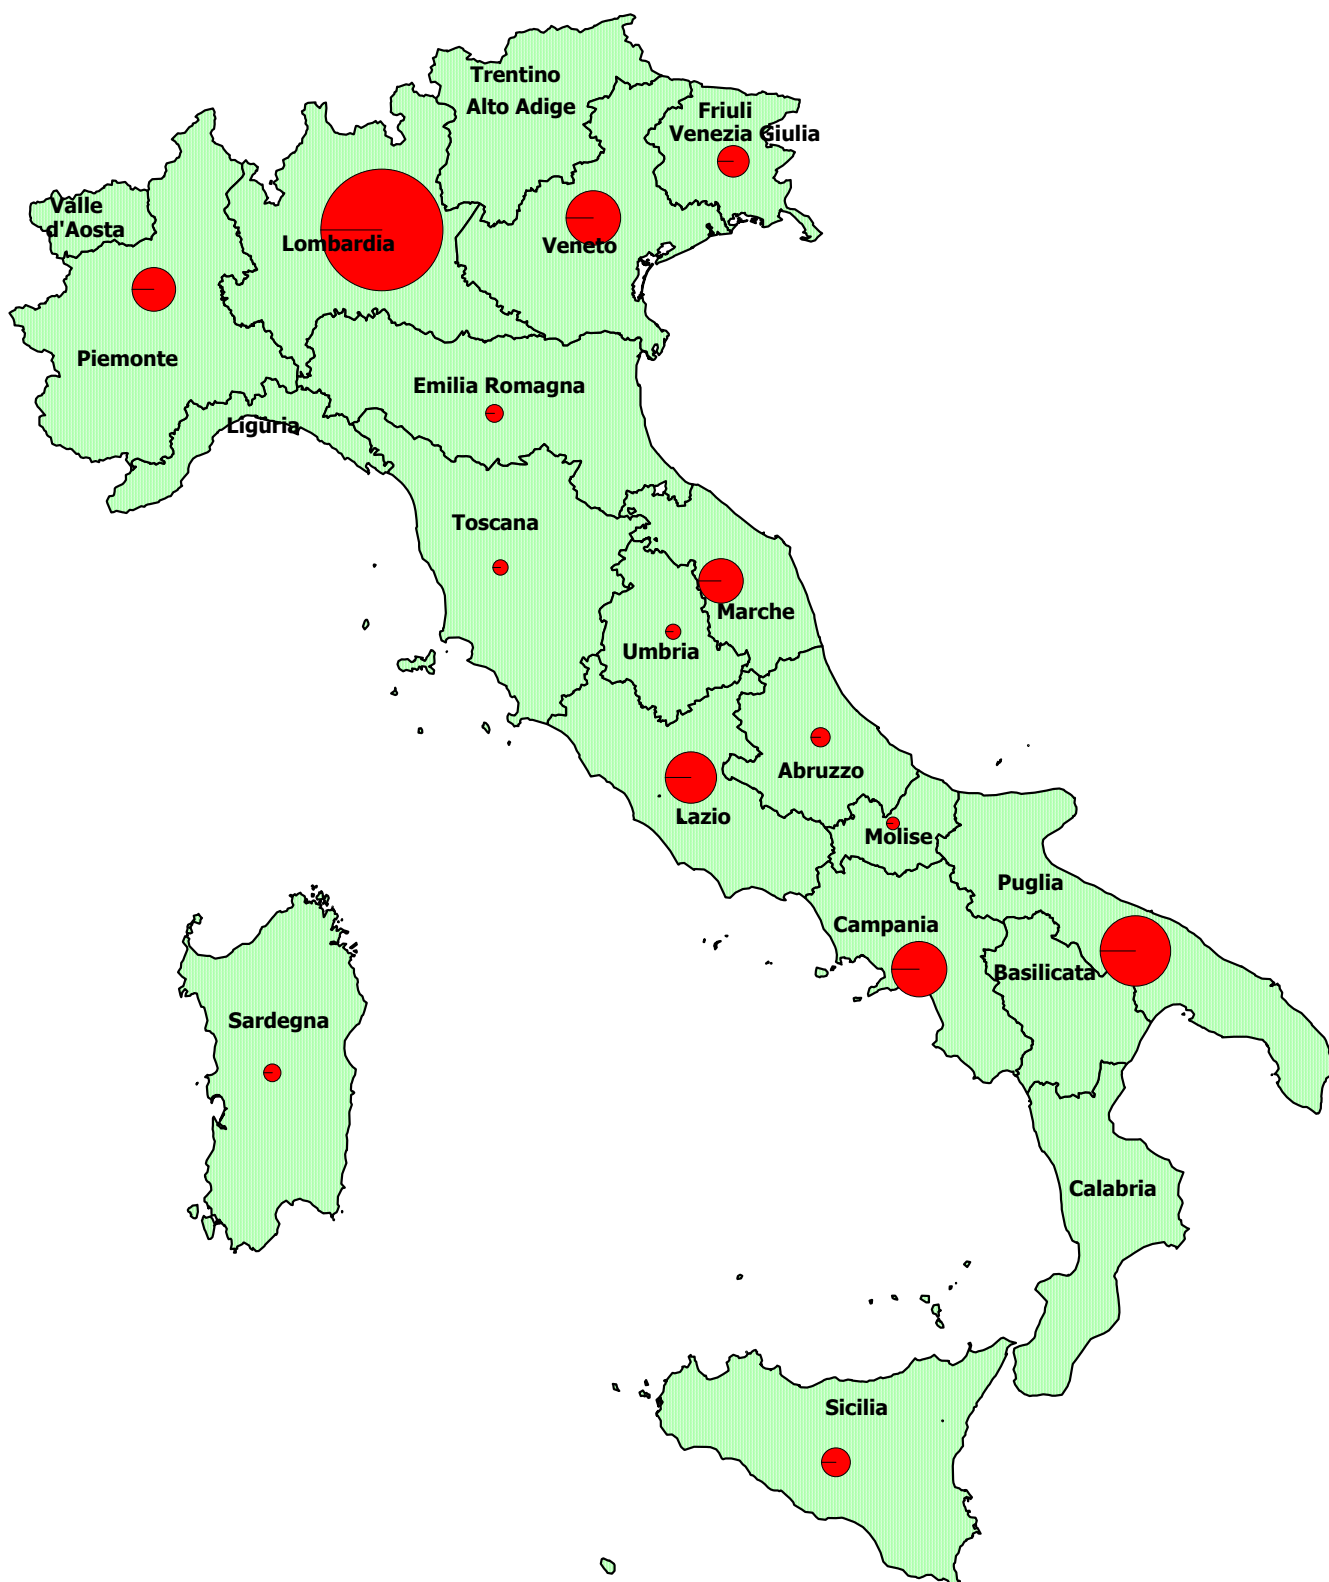 Trentino
Alto Adige
Friuli
Venezia Giulia
Valle
d'Aosta
Lombardia
Veneto
Piemonte
Emilia Romagna
Liguria
Toscana
Marche
Umbria
Abruzzo
Lazio
Molise
Puglia
Campania
Basilicata
Sardegna
Calabria
Sicilia